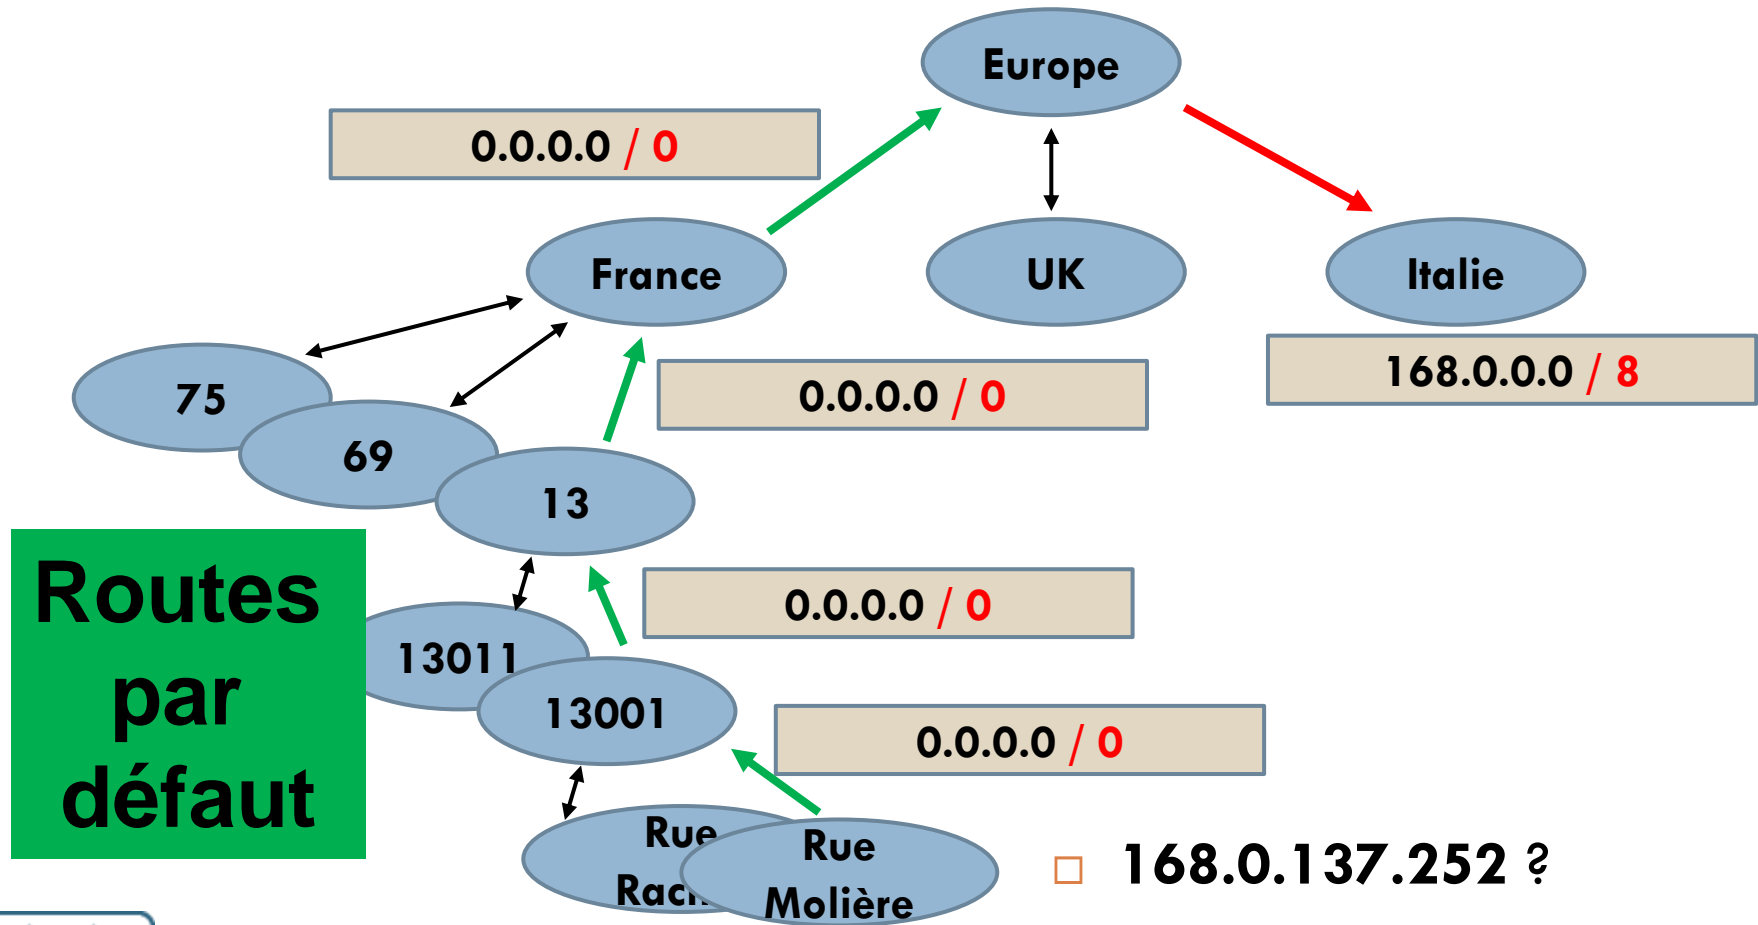 Europe
0.0.0.0 / 0
France
UK
Italie
168.0.0.0 / 8
0.0.0.0 / 0
75
69
13
Routes
par
défaut
0.0.0.0 / 0
13011
13001
0.0.0.0 / 0
Rue
Rue
Molière
168.0.137.252 ?